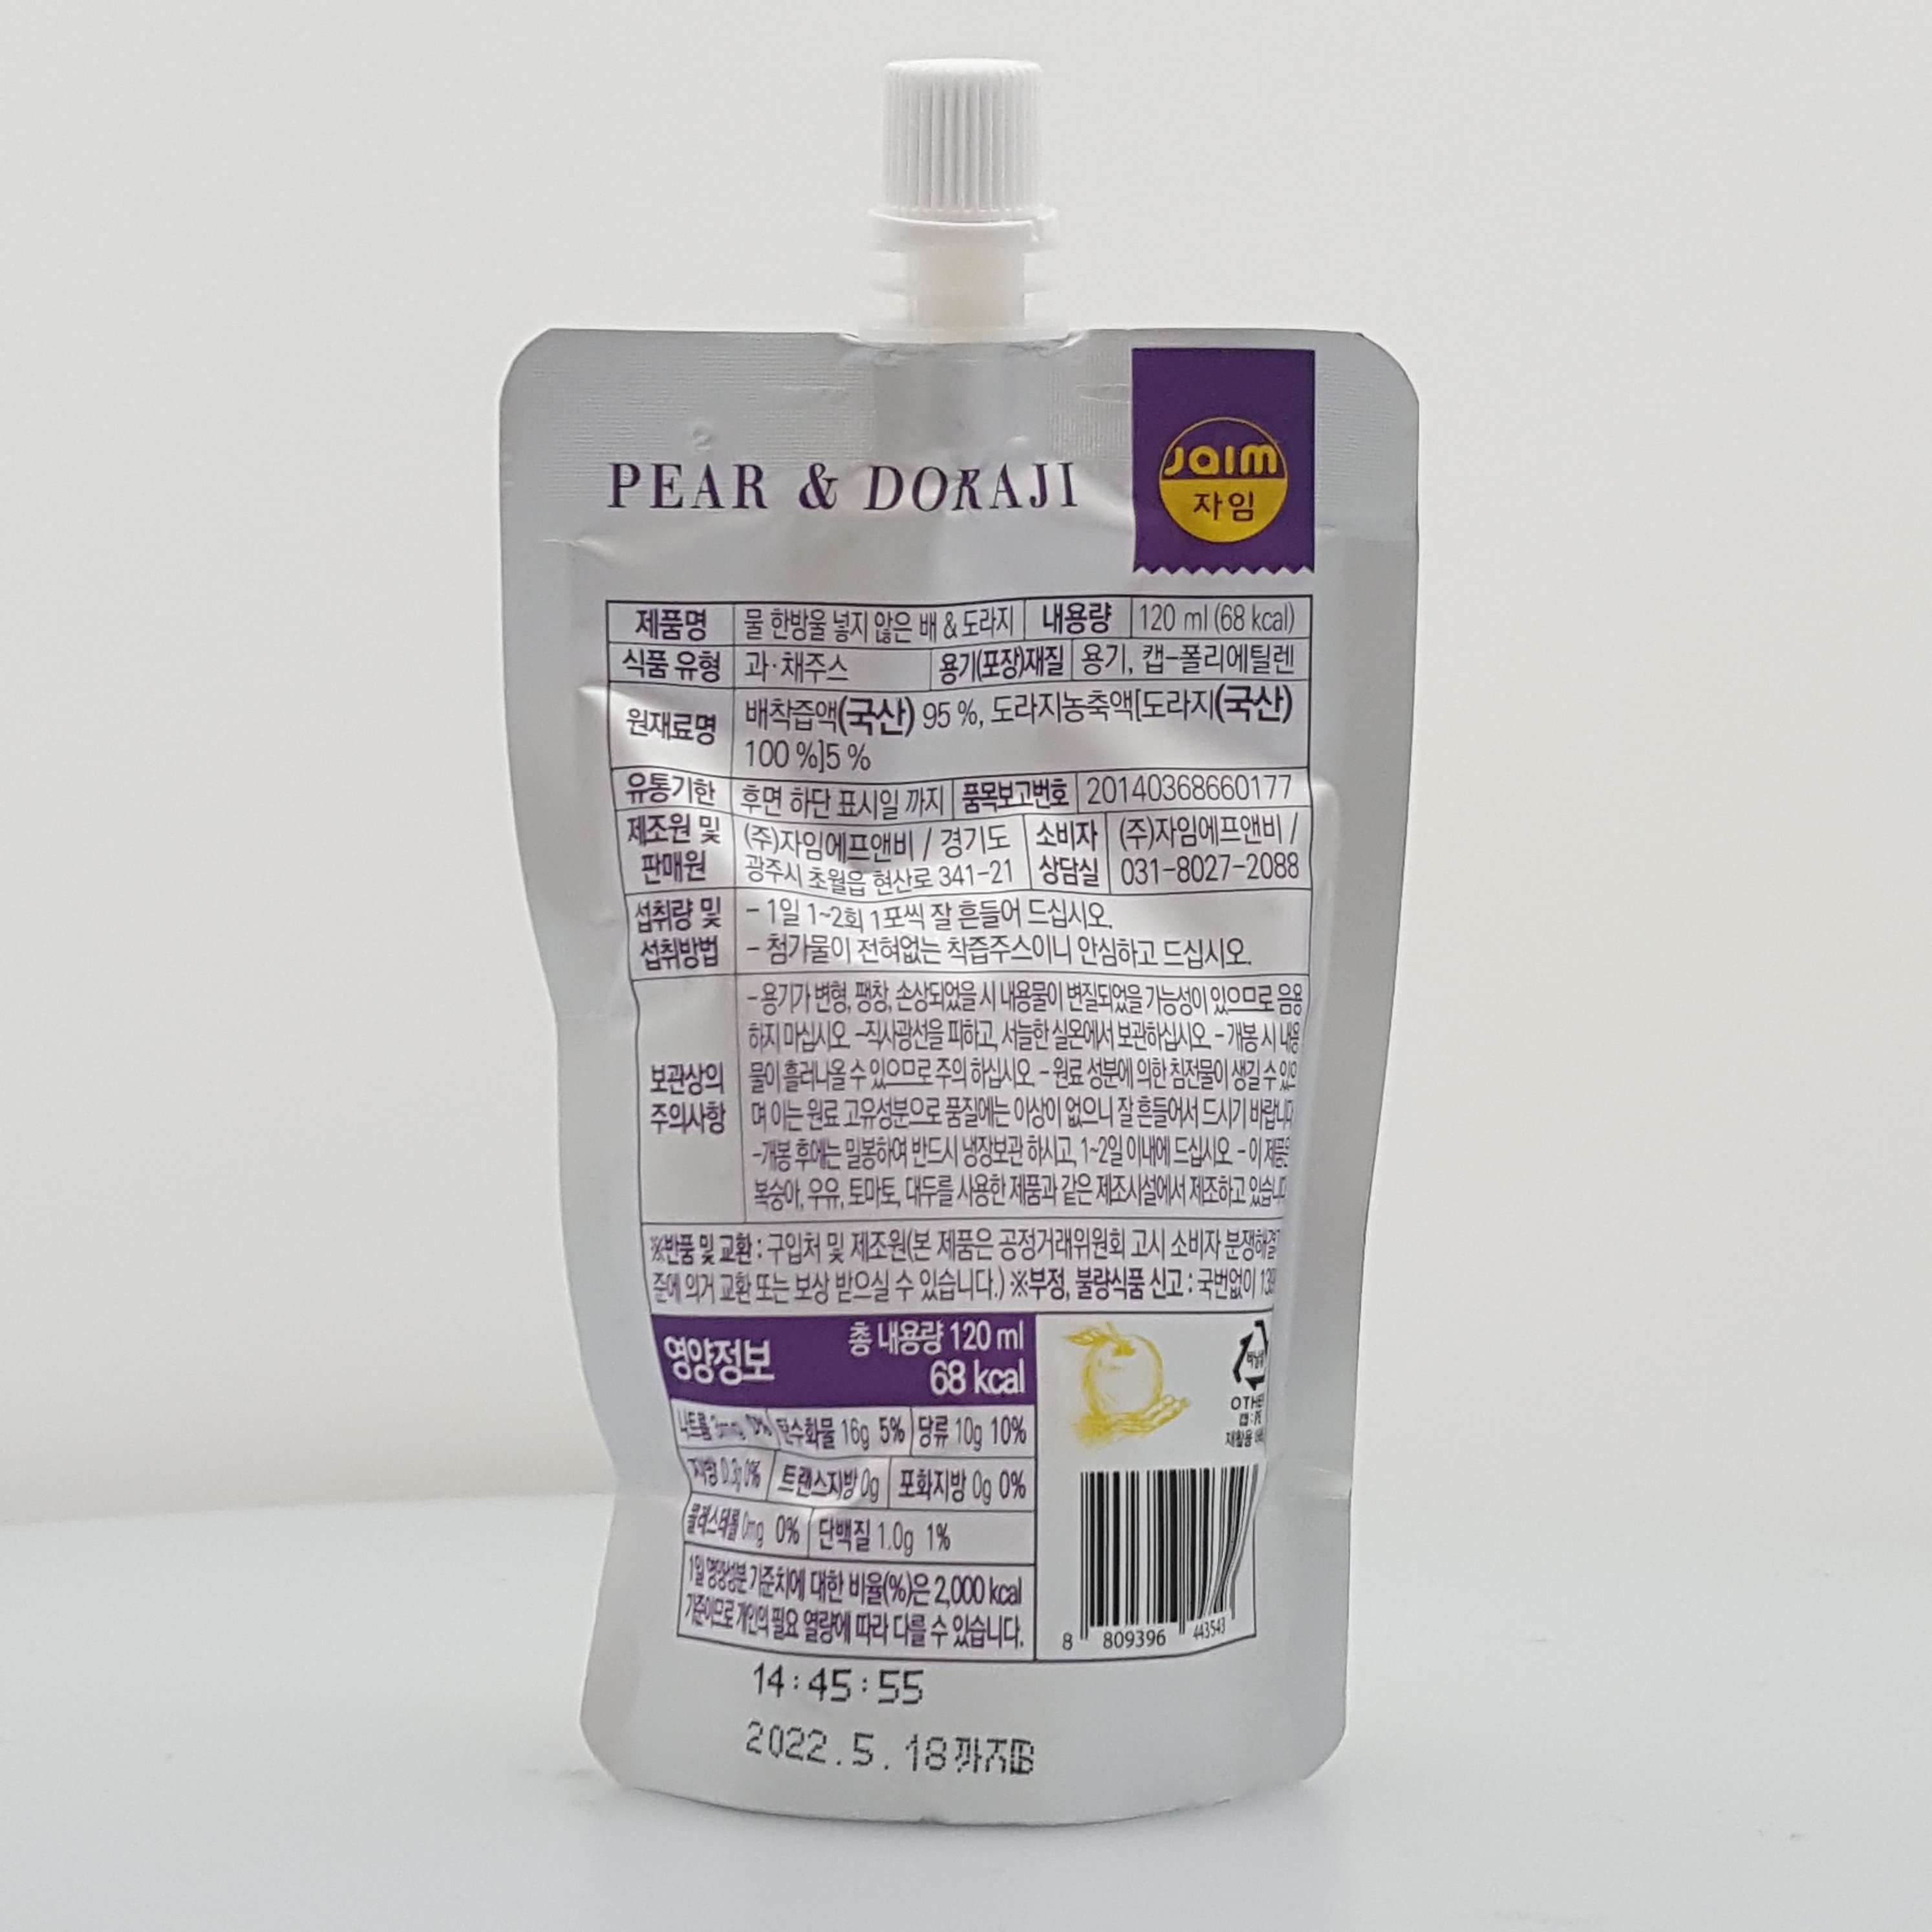 PEAR & DORAJI
Jaim
자임
제품명 물 한방울 넣지 않은 배 & 도라지 내용량 120 ml (68 kcal)
식품 유형 과·채주스 용기(포장)재질 용기, 캡-폴리에틸렌
원재료명 배착즙액(국산) 95 %, 도라지농축액[도라지(국산)
100 %]5 %
유통기한 후면 하단 표시일 까지 품목보고번호 20140368660177
제조원 및 (주)자임에프앤비 / 경기도 소비자 (주)자임에프앤비 /
판매원 광주시 초월읍 현산로 341-21 상담실 031-8027-2088
섭취량 및 - 1일 1~2회 1포씩 잘 흔들어 드십시오.
섭취방법 - 첨가물이 전혀없는 착즙주스이니 안심하고 드십시오.
보관상의
주의사항
- 용기가 변형, 팽창, 손상되었을 시 내용물이 변질되었을 가능성이 있으므로 음용
하지 마십시오. -직사광선을 피하고, 서늘한 실온에서 보관하십시오. - 개봉 시 내용
물이 흘러나올 수 있으므로 주의 하십시오. - 원료 성분에 의한 침전물이 생길 수 있으
며 이는 원료 고유성분으로 품질에는 이상이 없으니 잘 흔들어서 드시기 바랍니다
-개봉 후에는 밀봉하여 반드시 냉장보관 하시고, 1~2일 이내에 드십시오. - 이 제품은
복숭아, 우유, 토마토, 대두를 사용한 제품과 같은 제조시설에서 제조하고 있습니다
※반품 및 교환 : 구입처 및 제조원(본 제품은 공정거래위원회 고시 소비자 분쟁해결
준에 의거 교환 또는 보상 받으실 수 있습니다.) ※부정, 불량식품 신고 : 국번없이
영양정보 총 내용량 120 ml
68 kcal
나트륨 탄수화물 16g 5% 당류 10g 10%
지방 0.3g 0% 트랜스지방 0g 포화지방 0g 0%
콜레스테롤 0mg 0% 단백질 1.0g 1%
1일 영양성분 기준치에 대한 비율(%)은 2,000 kcal
기준이므로 개인의 필요 열량에 따라 다를 수 있습니다.
OTHER
재활용
8 809396 443543
14:45:55
2022.5.18까지B